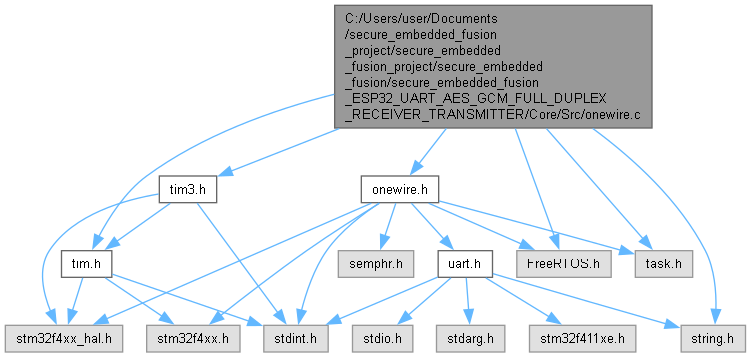 C:/Users/user/Documents
/secure_embedded_fusion
_project/secure_embedded
_fusion_project/secure_embedded
_fusion/secure_embedded_fusion
_ESP32_UART_AES_GCM_FULL_DUPLEX
_RECEIVER_TRANSMITTER/Core/Src/onewire.c
tim3.h
onewire.h
tim.h
semphr.h
uart.h
FreeRTOS.h
task.h
stm32f4xx_hal.h
stm32f4xx.h
stdint.h
stdio.h
stdarg.h
stm32f411xe.h
string.h